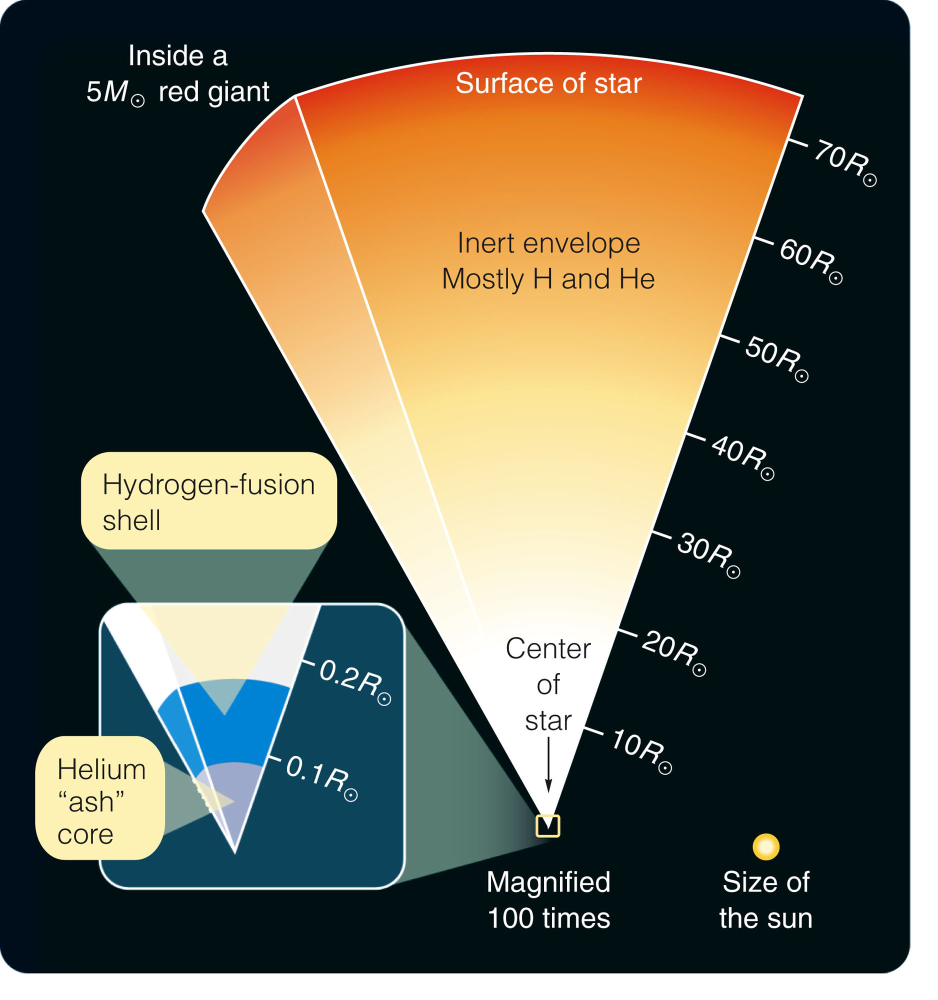 Inside a
5M☉ red giant
Surface of star
70R☉
Inert envelope
Mostly H and He
60R☉
50R☉
40R☉
Hydrogen-fusion
shell
30R☉
20R☉
Center
of
star
10R☉
0.2R☉
0.1R☉
Helium
“ash”
core
Magnified
100 times
Size of
the sun